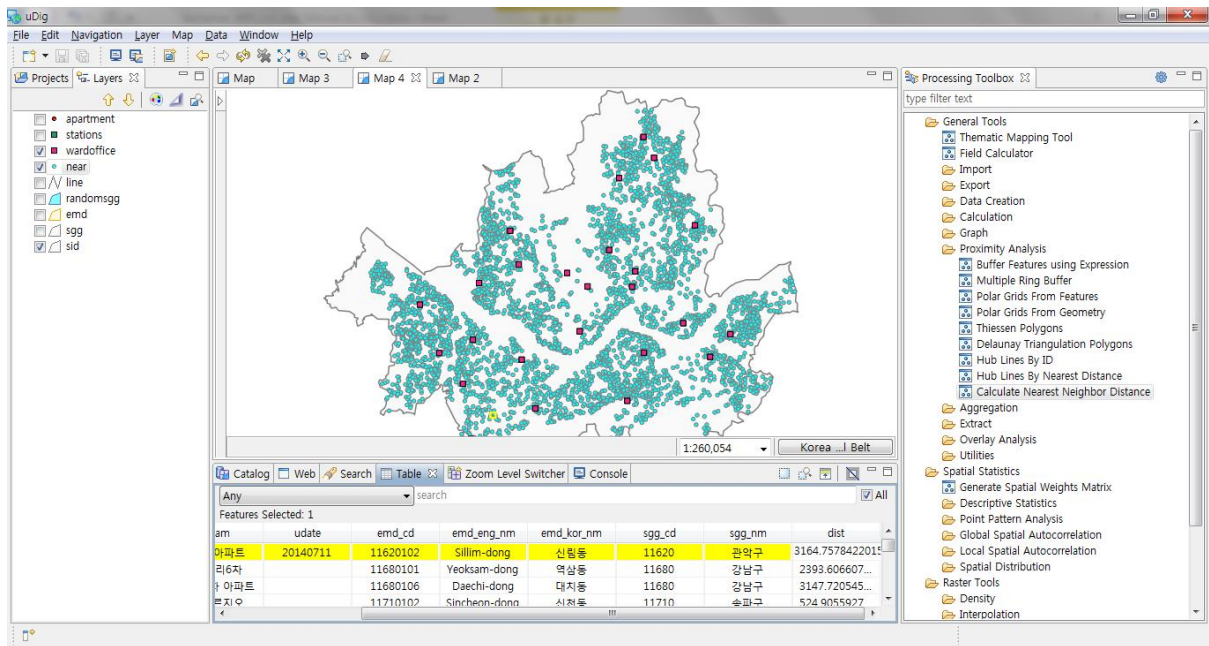 uDig
File Edit Navigation Layer Map Data Window Help
Projects Layers
Map Map 3 Map 4 Map 2
Processing Toolbox
type filter text
apartment
stations
wardoffice
near
line
randomsgg
emd
sgg
sid
General Tools
Thematic Mapping Tool
Field Calculator
Import
Export
Data Creation
Calculation
Graph
Proximity Analysis
Buffer Features using Expression
Multiple Ring Buffer
Polar Grids From Features
Polar Grids From Geometry
Thiessen Polygons
Delaunay Triangulation Polygons
Hub Lines By ID
Hub Lines By Nearest Distance
Calculate Nearest Neighbor Distance
Aggregation
Extract
Overlay Analysis
Utilities
Spatial Statistics
Generate Spatial Weights Matrix
Descriptive Statistics
Point Pattern Analysis
Global Spatial Autocorrelation
Local Spatial Autocorrelation
Spatial Distribution
Raster Tools
Density
Interpolation
1:260,054 Korea ...l Belt
Catalog Web Search Table Zoom Level Switcher Console
Any search All
Features Selected: 1
am udate emd_cd emd_eng_nm emd_kor_nm sgg_cd sgg_nm dist
아파트 20140711 11620102 Sillim-dong 신림동 11620 관악구 3164.7578422015
리6차 11680101 Yeoksam-dong 역삼동 11680 강남구 2393.606607...
아파트 11680106 Daechi-dong 대치동 11680 강남구 3147.720545...
르지오 11710102 Sincheon-dong 신천동 11710 송파구 524.9055927